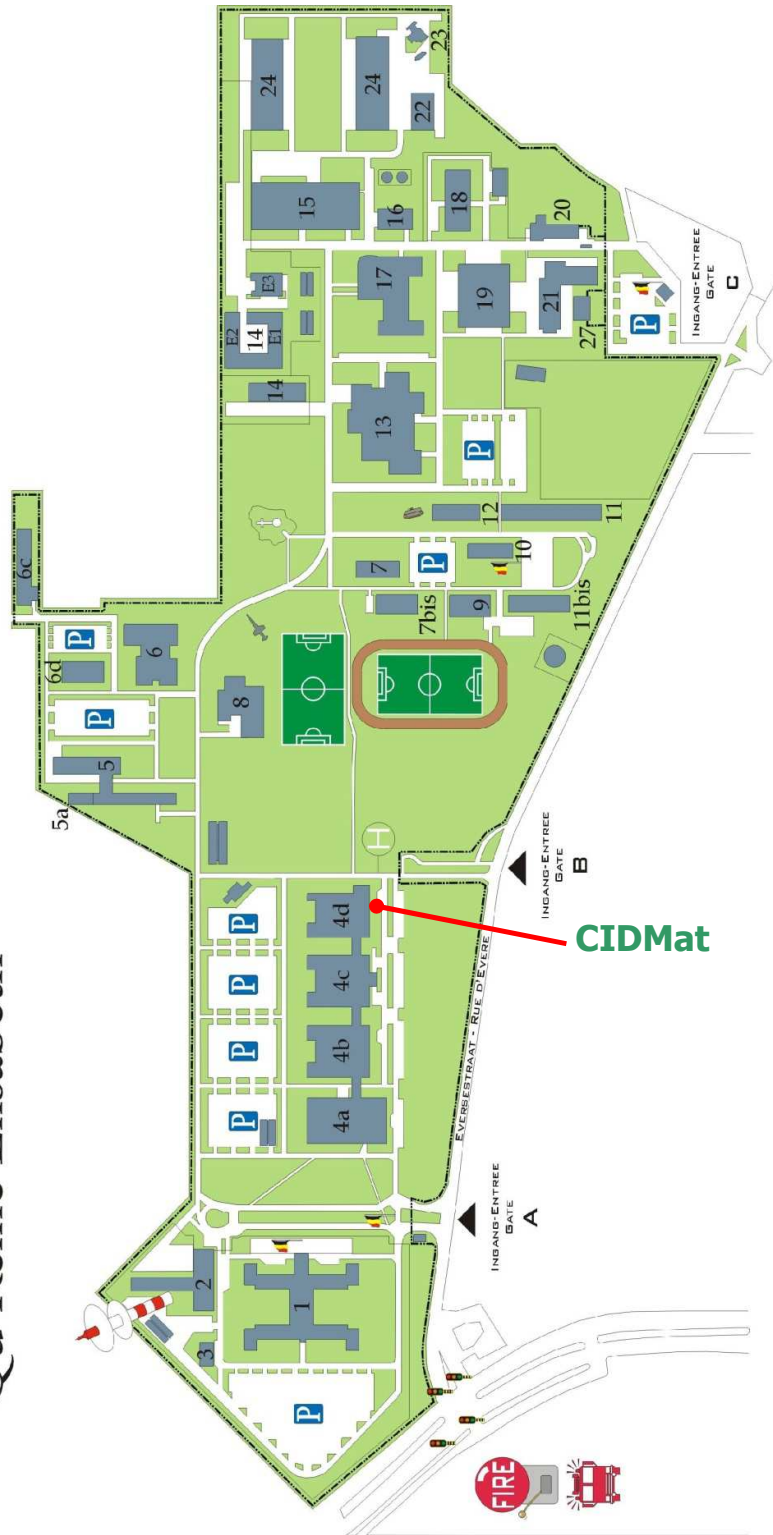 24
24
23
22
15
16
18
20
E3
E2
14
E1
14
17
19
21
27
P
INGANG-ENTREE
GATE
C
13
P
12
11
6c
7
P
10
7bis
9
11bis
P
6d
6
P
5
5a
8
H
INGANG-ENTREE
GATE
B
CIDMat
EVERSESTRAAT - RUE D'EVERE
P
P
P
P
4d
4c
4b
4a
INGANG-ENTREE
GATE
A
2
3
1
P
FIRE